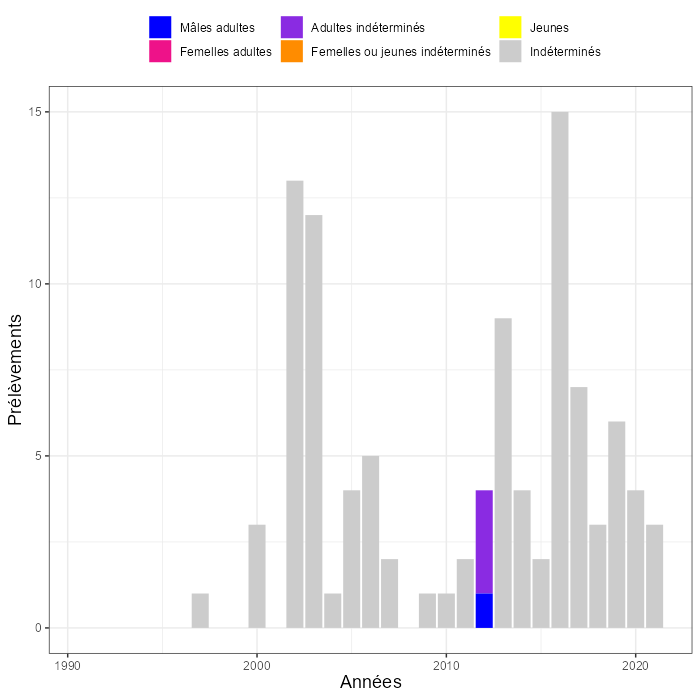 Mâles adultes Adultes indéterminés Jeunes
Femelles adultes Femelles ou jeunes indéterminés Indéterminés
15
10
5
0
Prélèvements
1990 2000 2010 2020
Années